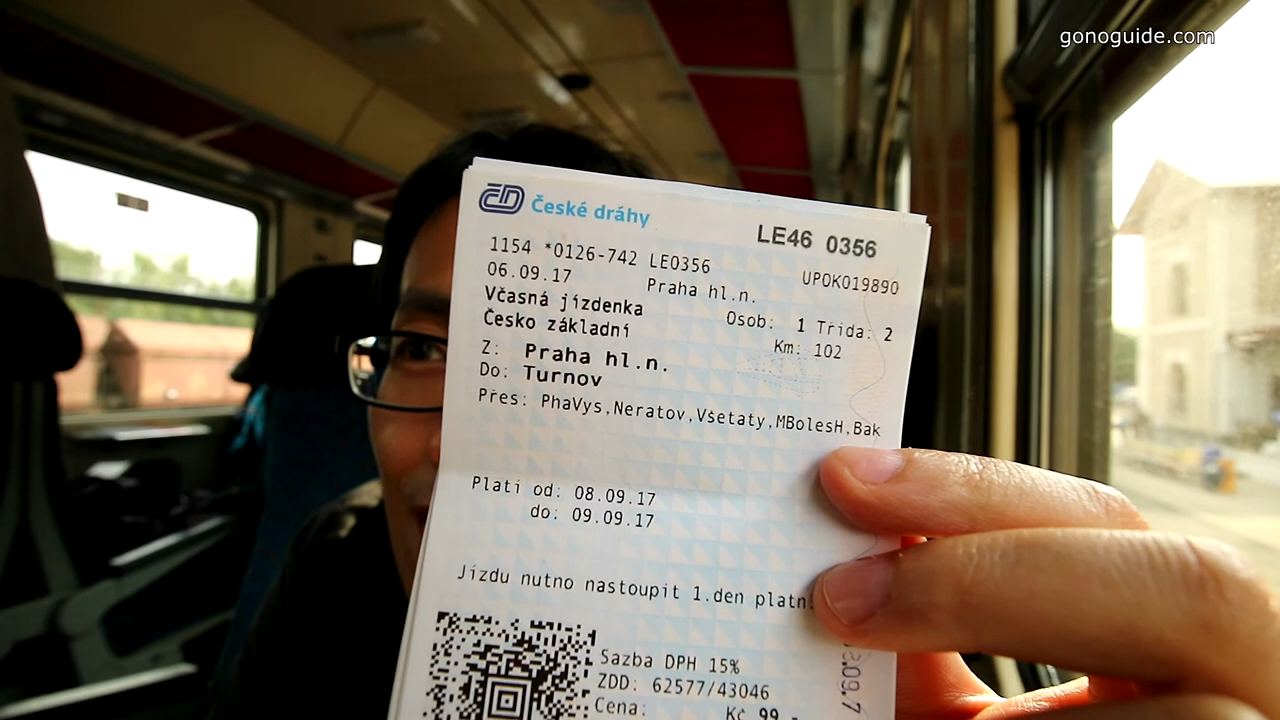 gonoguide.com
ČD České dráhy
LE46 0356
1154 *0126-742 LE0356
UPOK019890
06.09.17 Praha hl.n.
Včasná jízdenka
Osob: 1 Třída: 2
Česko základní
Km: 102
Z: Praha hl.n.
Do: Turnov
Přes: PhaVys,Neratov,Všetaty,MBolesH,Bak
Platí od: 08.09.17
do: 09.09.17
Jízdu nutno nastoupit 1.den platn.
Sazba DPH 15%
ZDD: 62577/43046
Cena: Kč 99,-